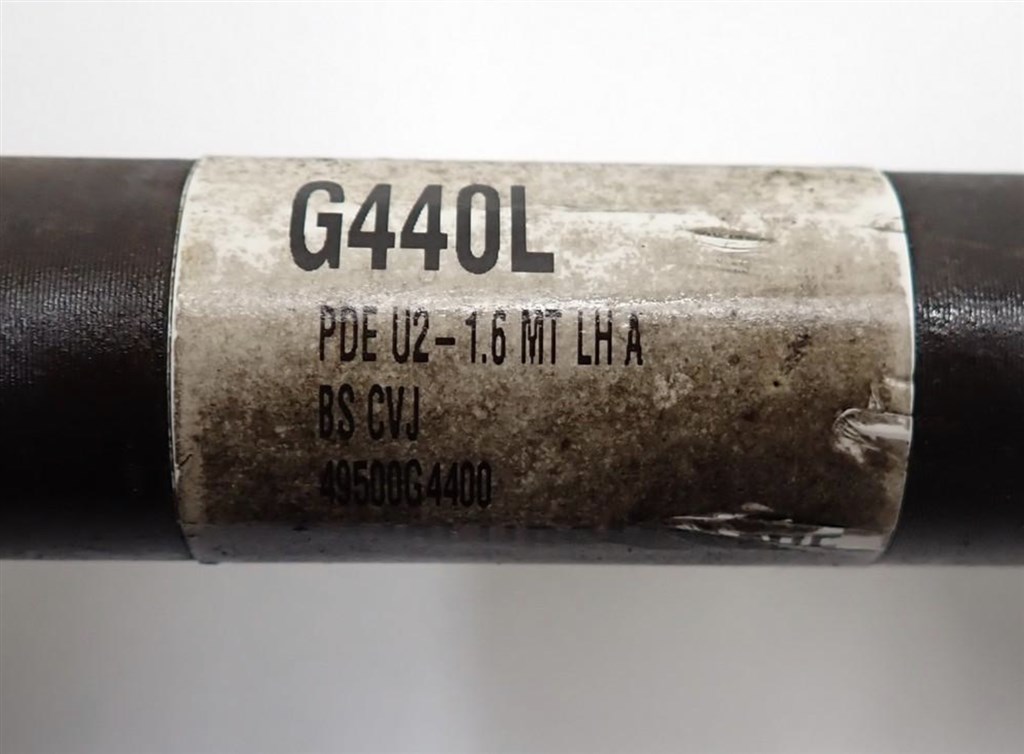 G440L
PDE U2-1.6 MT LH A
BS CVJ
49500G4400